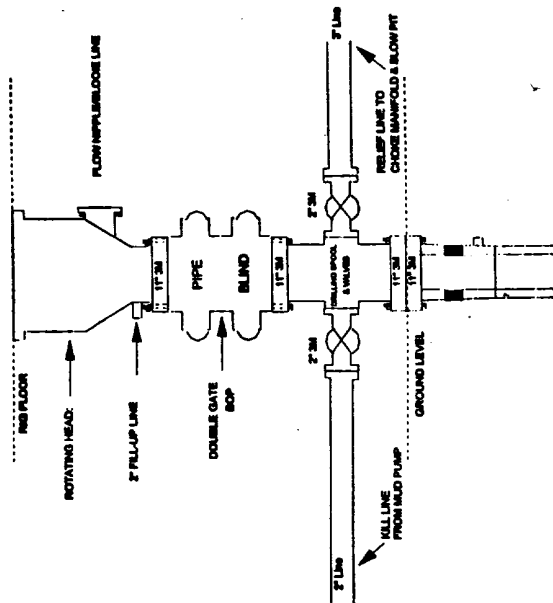 RIG FLOOR
ROTATING HEAD:
FLOW NIPPLE/BLOOIE LINE
2" FILL-UP LINE
11" 3M
PIPE
DOUBLE GATE
BOP
BLIND
11" 3M
2" 3M
2" 3M
DRILLING SPOOL
& VALVES
2" Line
3" Line
KILL LINE
FROM MUD PUMP
RELIEF LINE TO
CHOKE MANIFOLD & BLOW PIT
11" 3M
11" 3M
GROUND LEVEL